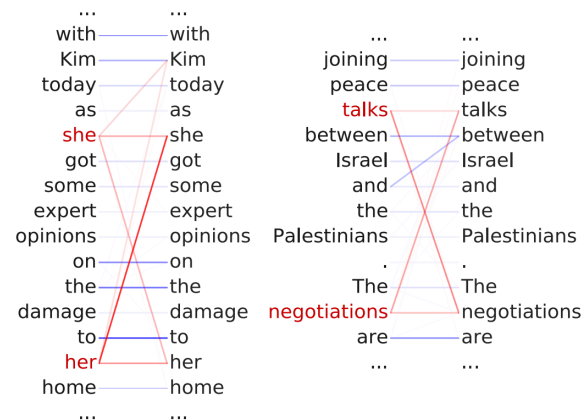 ... ...
with with
Kim Kim
today today
as as
she she
got got
some some
expert expert
opinions opinions
on on
the the
damage damage
to to
her her
home home
... ...
... ...
joining joining
peace peace
talks talks
between between
Israel Israel
and and
the the
Palestinians Palestinians
. .
The The
negotiations negotiations
are are
... ...